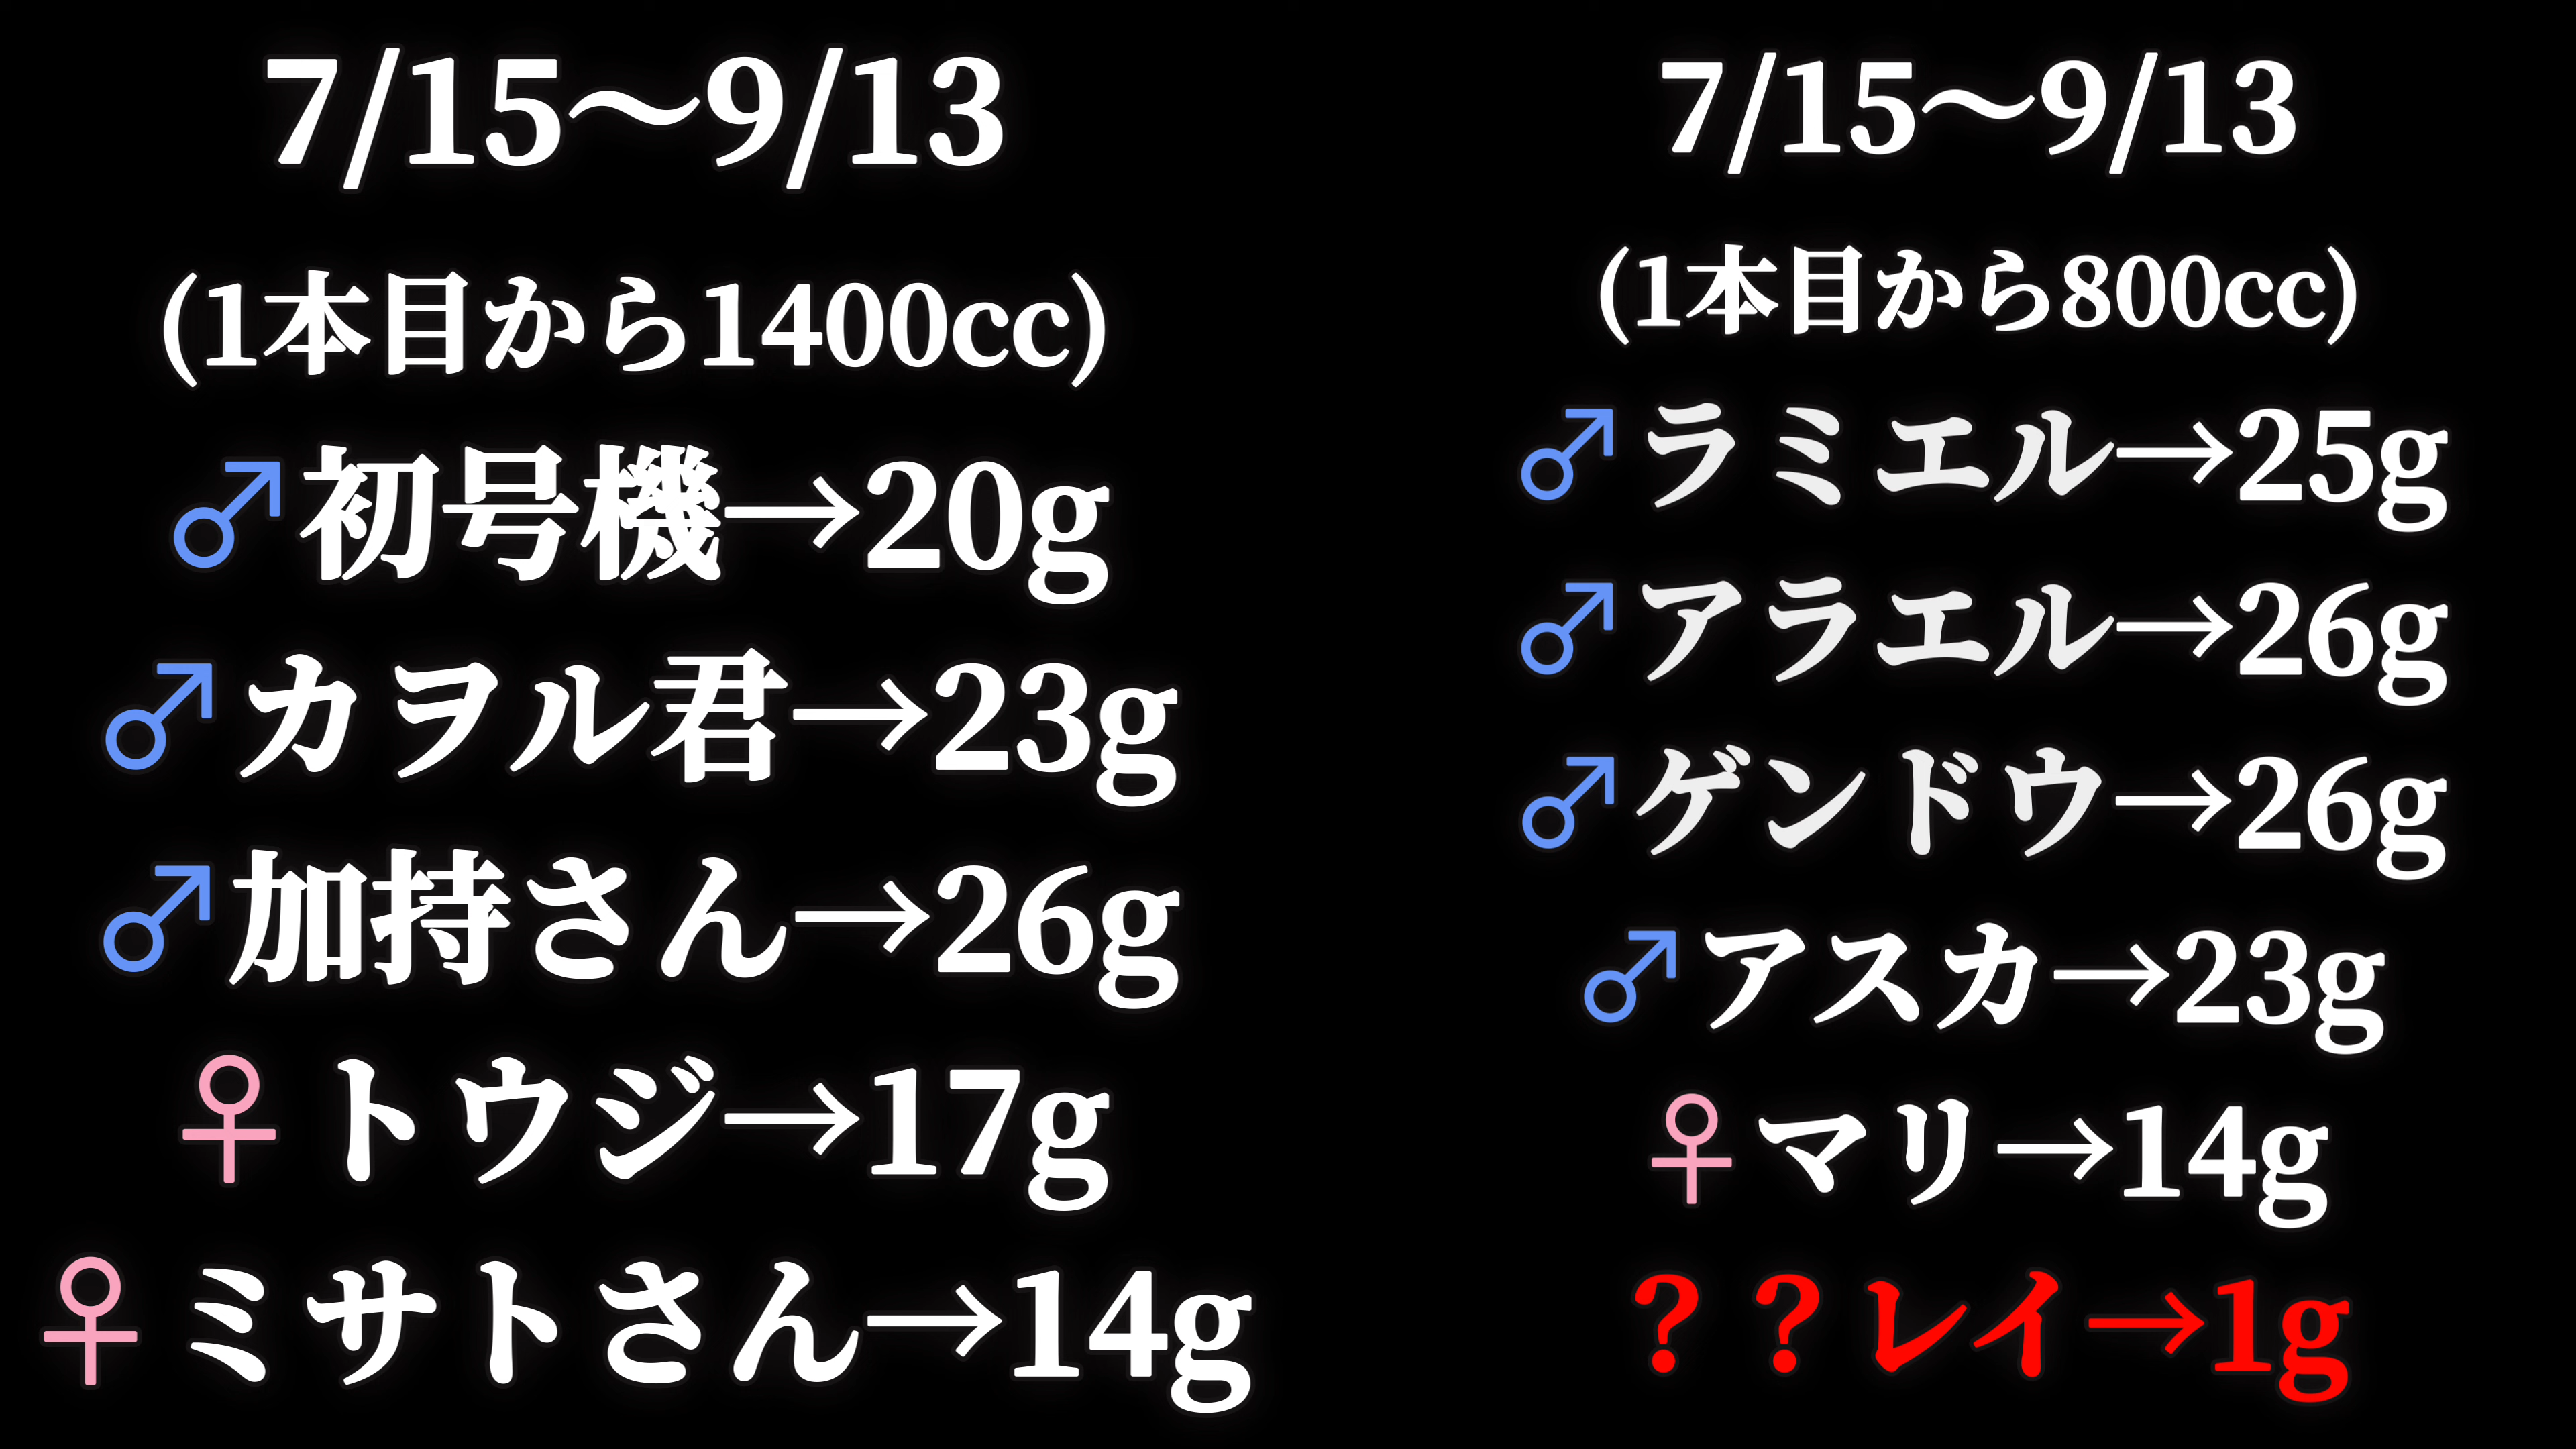 7/15〜9/13
(1本目から1400cc)
♂初号機→20g
♂カヲル君→23g
♂加持さん→26g
♀トウジ→17g
♀ミサトさん→14g
7/15〜9/13
(1本目から800cc)
♂ラミエル→25g
♂アラエル→26g
♂ゲンドウ→26g
♂アスカ→23g
♀マリ→14g
？？レイ→1g